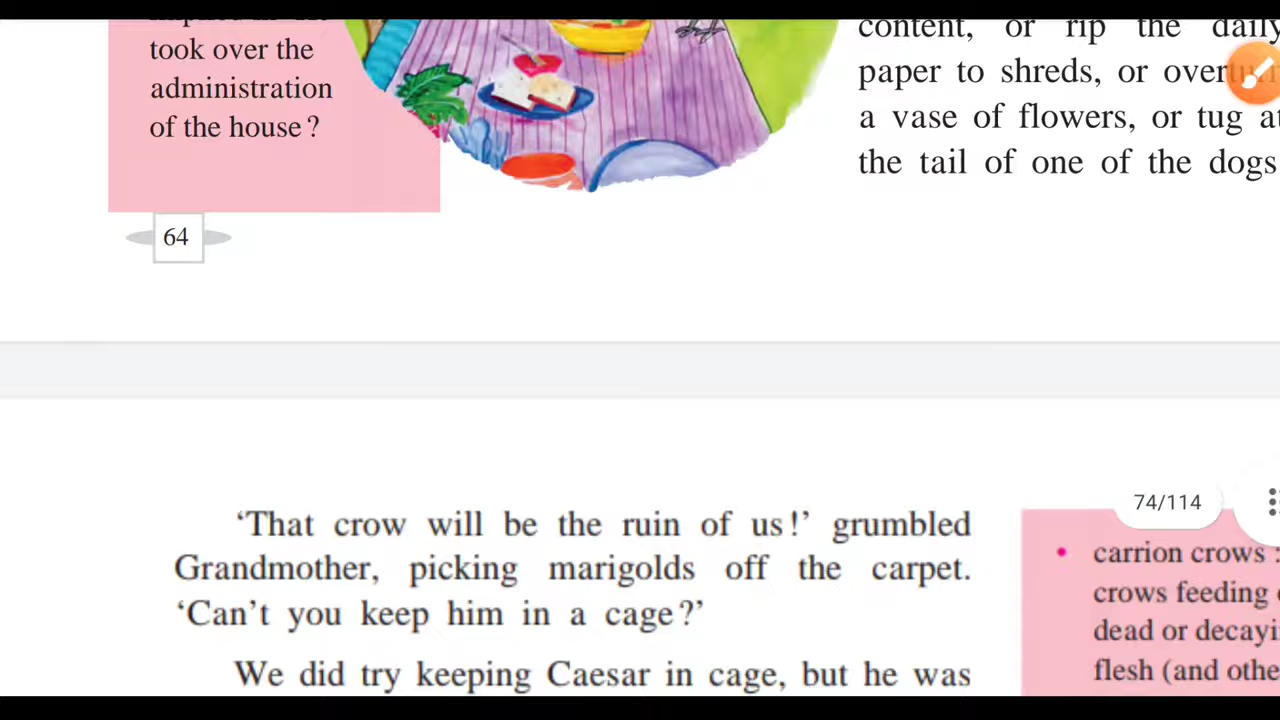 took over the
administration
of the house ?
content, or rip the daily
paper to shreds, or overturn
a vase of flowers, or tug at
the tail of one of the dogs
64
74/114
‘That crow will be the ruin of us !’ grumbled
Grandmother, picking marigolds off the carpet.
‘Can’t you keep him in a cage ?’
We did try keeping Caesar in cage, but he was
• carrion crows :
crows feeding
dead or
flesh (and